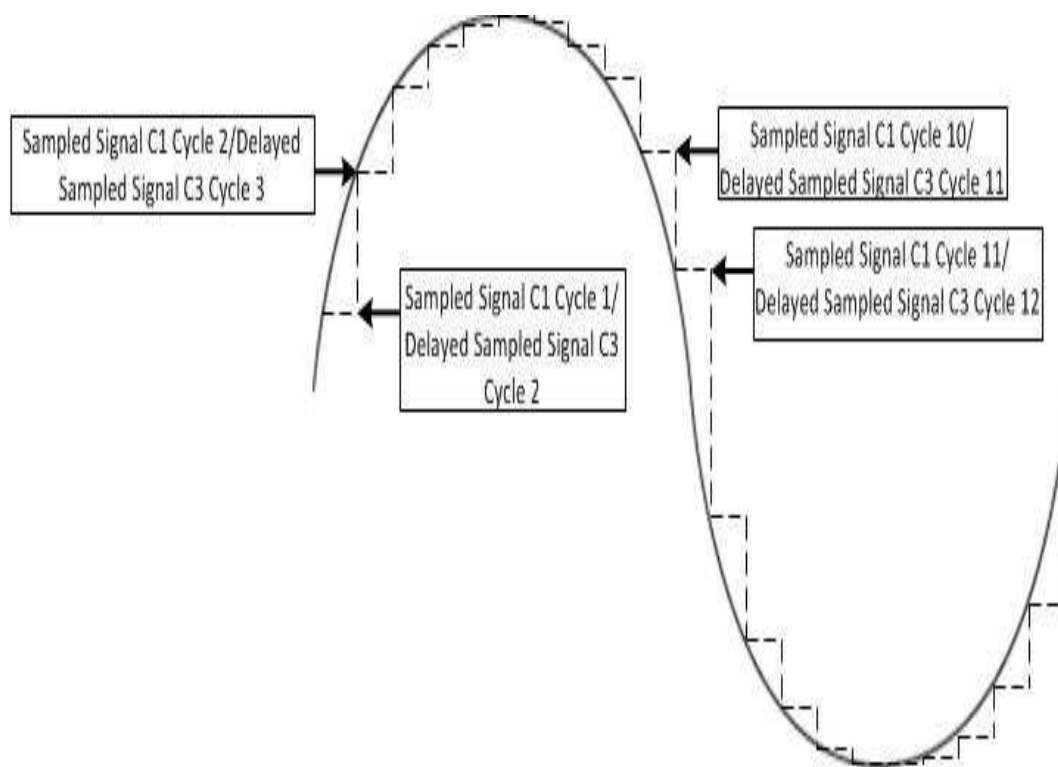 Sampled Signal C1 Cycle 2/Delayed
Sampled Signal C3 Cycle 3
Sampled Signal C1 Cycle 10/
Delayed Sampled Signal C3 Cycle 11
Sampled Signal C1 Cycle 11/
Delayed Sampled Signal C3 Cycle 12
Sampled Signal C1 Cycle 1/
Delayed Sampled Signal C3
Cycle 2